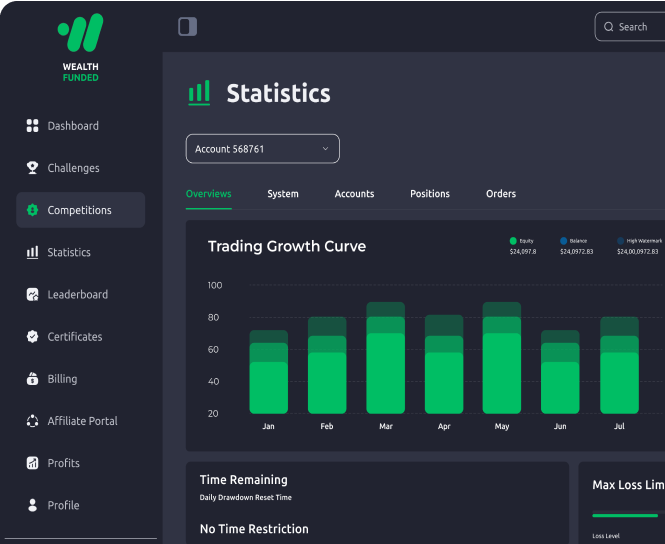 WEALTH
FUNDED
Dashboard
Challenges
Competitions
Statistics
Leaderboard
Certificates
Billing
Affiliate Portal
Profits
Profile
Search
Statistics
Account 568761
Overviews System Accounts Positions Orders
Trading Growth Curve
Equity Balance High Watermark
$24,097.8 $24,0972.83 $24,00,0972.83
100
80
60
40
20
Jan Feb Mar Apr May Jun Jul
Time Remaining
Daily Drawdown Reset Time
No Time Restriction
Max Loss Lim
Loss Level